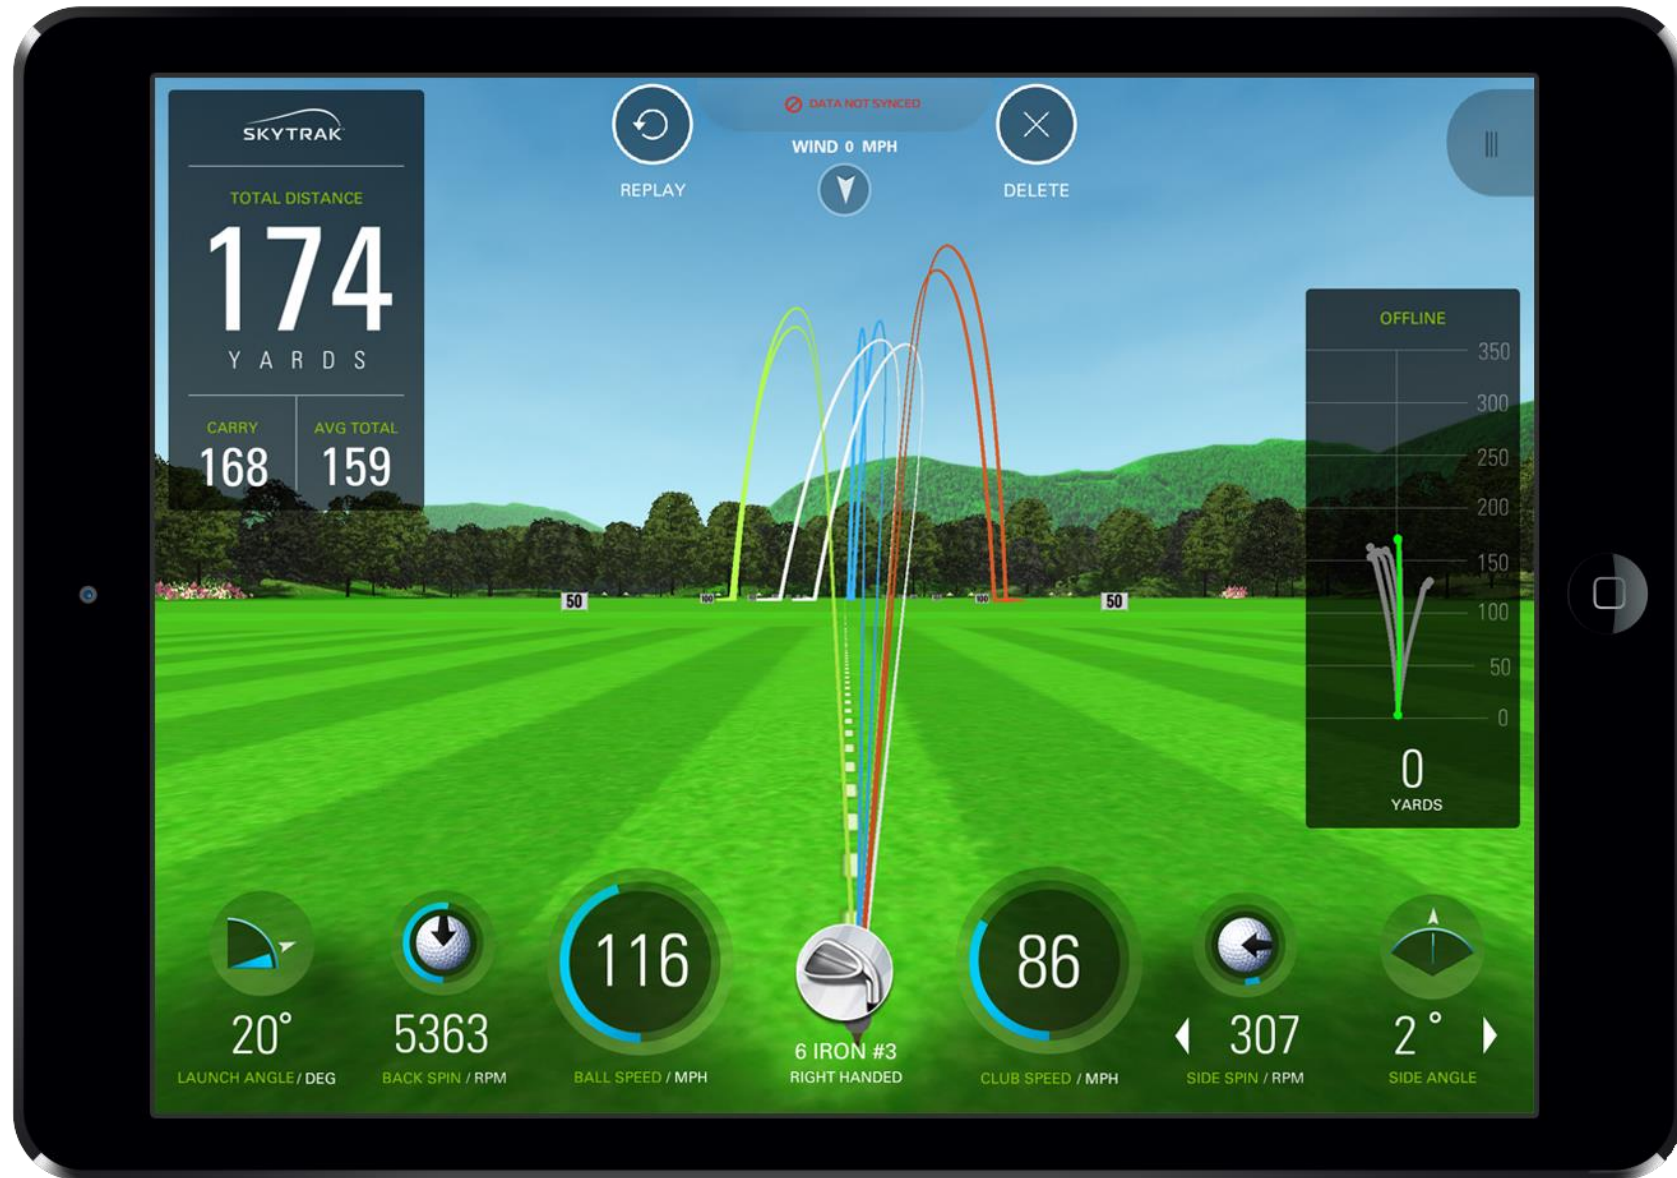 SKYTRAK
TOTAL DISTANCE
174
YARDS
CARRY
168
AVG TOTAL
159
REPLAY
DATA NOT SYNCED
WIND 0 MPH
DELETE
OFFLINE
350
300
250
200
150
100
50
0
0
YARDS
50
100
100
50
20°
LAUNCH ANGLE / DEG
5363
BACK SPIN / RPM
116
BALL SPEED / MPH
6 IRON #3
RIGHT HANDED
86
CLUB SPEED / MPH
307
SIDE SPIN / RPM
2°
SIDE ANGLE